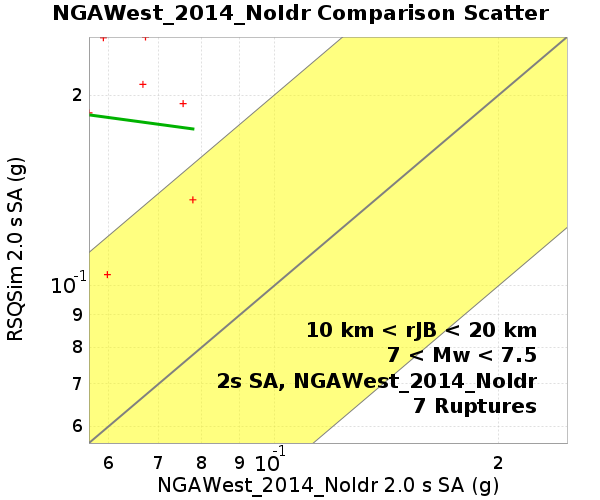 NGAWest_2014_NoIdr Comparison Scatter
RSQSim 2.0 s SA (g)
2
10-1
9
8
7
6
10 km < rJB < 20 km
7 < Mw < 7.5
2s SA, NGAWest_2014_NoIdr
7 Ruptures
6 7 8 9 10-1 2
NGAWest_2014_NoIdr 2.0 s SA (g)